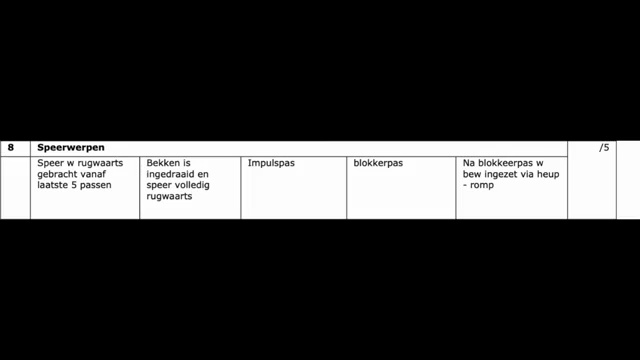 8 Speerwerpen /5
Speer w rugwaarts
gebracht vanaf
laatste 5 passen
Bekken is
ingedraaid en
speer volledig
rugwaarts
Impulspas
blokkerpas
Na blokkeerpas w
bew ingezet via heup
- romp